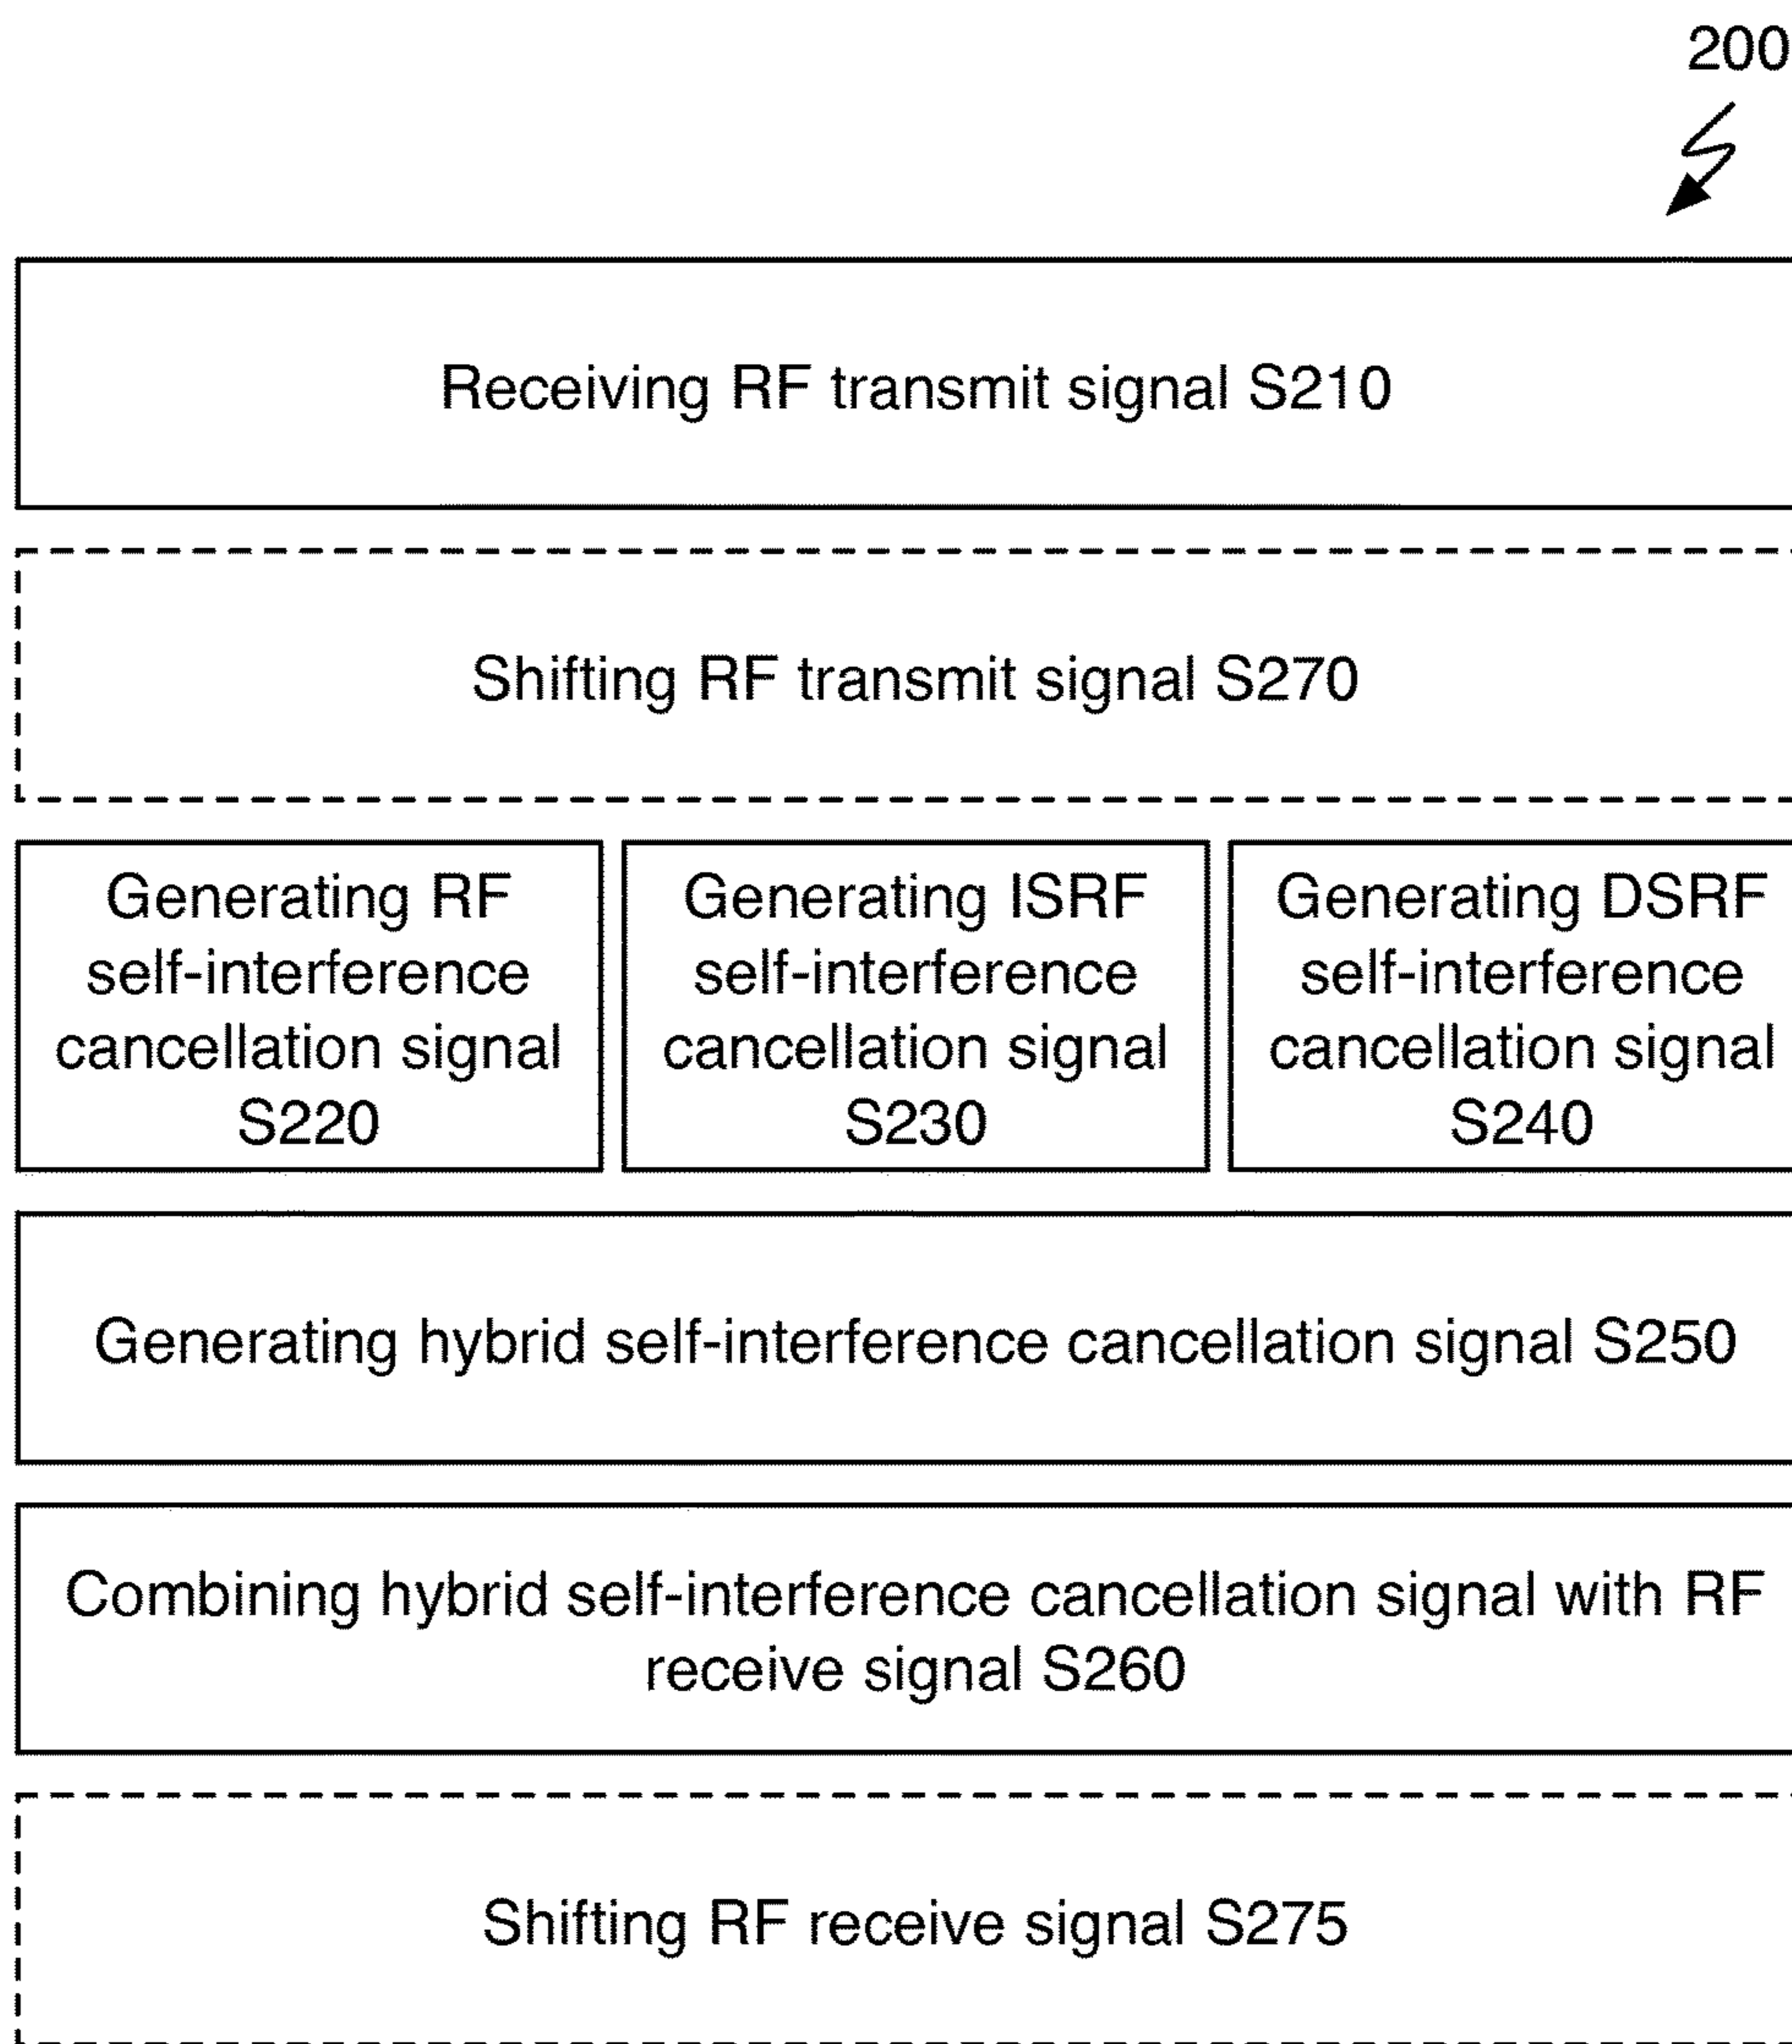 200
Receiving RF transmit signal S210
Shifting RF transmit signal S270
Generating RF
self-interference
cancellation signal
S220
Generating ISRF
self-interference
cancellation signal
S230
Generating DSRF
self-interference
cancellation signal
S240
Generating hybrid self-interference cancellation signal S250
Combining hybrid self-interference cancellation signal with RF
receive signal S260
Shifting RF receive signal S275